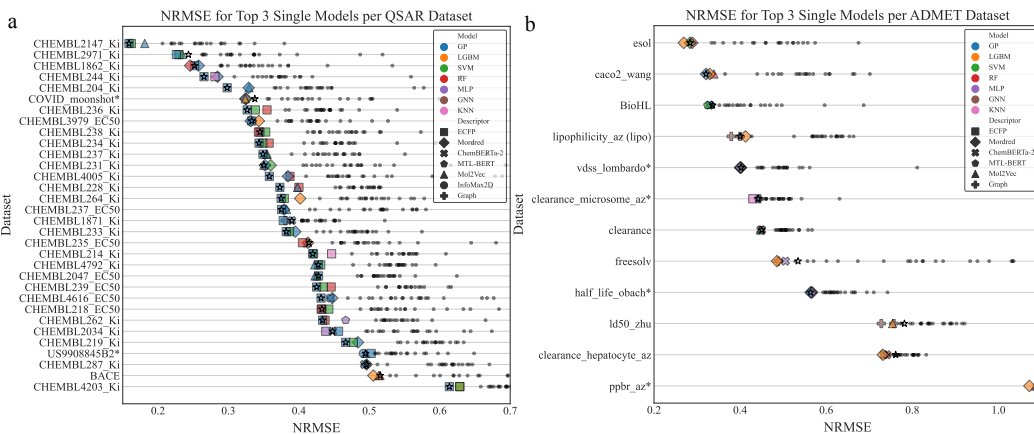 a
NRMSE for Top 3 Single Models per QSAR Dataset
Dataset
CHEMBL2147_Ki
CHEMBL2971_Ki
CHEMBL1862_Ki
CHEMBL244_Ki
CHEMBL204_Ki
COVID_moonshot*
CHEMBL236_Ki
CHEMBL3979_EC50
CHEMBL238_Ki
CHEMBL234_Ki
CHEMBL237_Ki
CHEMBL231_Ki
CHEMBL4005_Ki
CHEMBL228_Ki
CHEMBL264_Ki
CHEMBL237_EC50
CHEMBL1871_Ki
CHEMBL233_Ki
CHEMBL235_EC50
CHEMBL214_Ki
CHEMBL4792_Ki
CHEMBL2047_EC50
CHEMBL239_Ki
CHEMBL4616_EC50
CHEMBL218_EC50
CHEMBL262_Ki
CHEMBL2034_Ki
CHEMBL219_Ki
US9908845B2*
CHEMBL287_Ki
BACE
CHEMBL4203_Ki
Model
GP
LGBM
SVM
RF
MLP
GNN
KNN
Descriptor
ECFP
Mordred
ChemBERTa-2
MTL-BERT
Mol2Vec
InfoMax2D
Graph
0.2 0.3 0.4 0.5 0.6 0.7
NRMSE
b
NRMSE for Top 3 Single Models per ADMET Dataset
Dataset
esol
caco2_wang
BioHL
lipophilicity_az (lipo)
vdss_lombardo*
clearance_microsome_az*
clearance
freesolv
half_life_obach*
ld50_zhu
clearance_hepatocyte_az
ppbr_az*
Model
GP
LGBM
SVM
RF
MLP
GNN
KNN
Descriptor
ECFP
Mordred
ChemBERTa-2
MTL-BERT
Mol2Vec
Graph
0.2 0.4 0.6 0.8 1.0
NRMSE